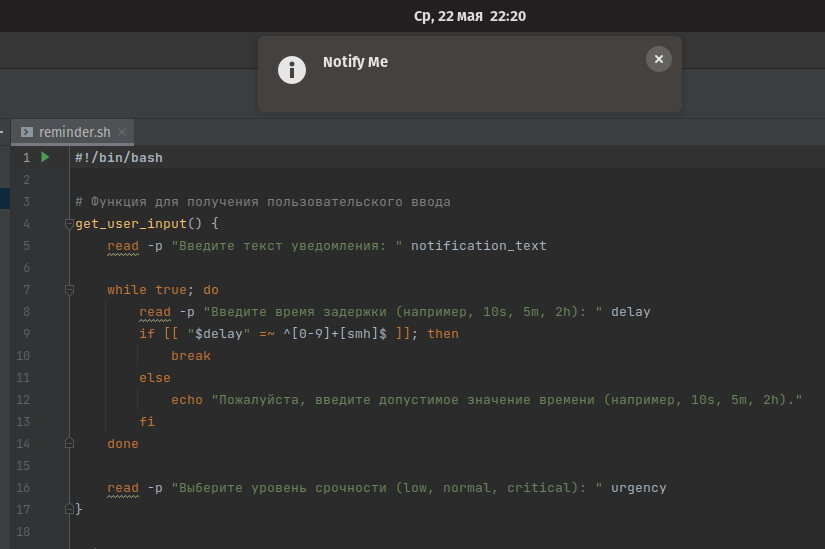 Ср, 22 мая 22:20
Notify Me
reminder.sh
1 #!/bin/bash
2
3 # Функция для получения пользовательского ввода
4 get_user_input() {
5 read -p "Введите текст уведомления: " notification_text
6
7 while true; do
8 read -p "Введите время задержки (например, 10s, 5m, 2h): " delay
9 if [[ "$delay" =~ ^[0-9]+[smh]$ ]]; then
10 break
11 else
12 echo "Пожалуйста, введите допустимое значение времени (например, 10s, 5m, 2h)."
13 fi
14 done
15
16 read -p "Выберите уровень срочности (low, normal, critical): " urgency
17 }
18